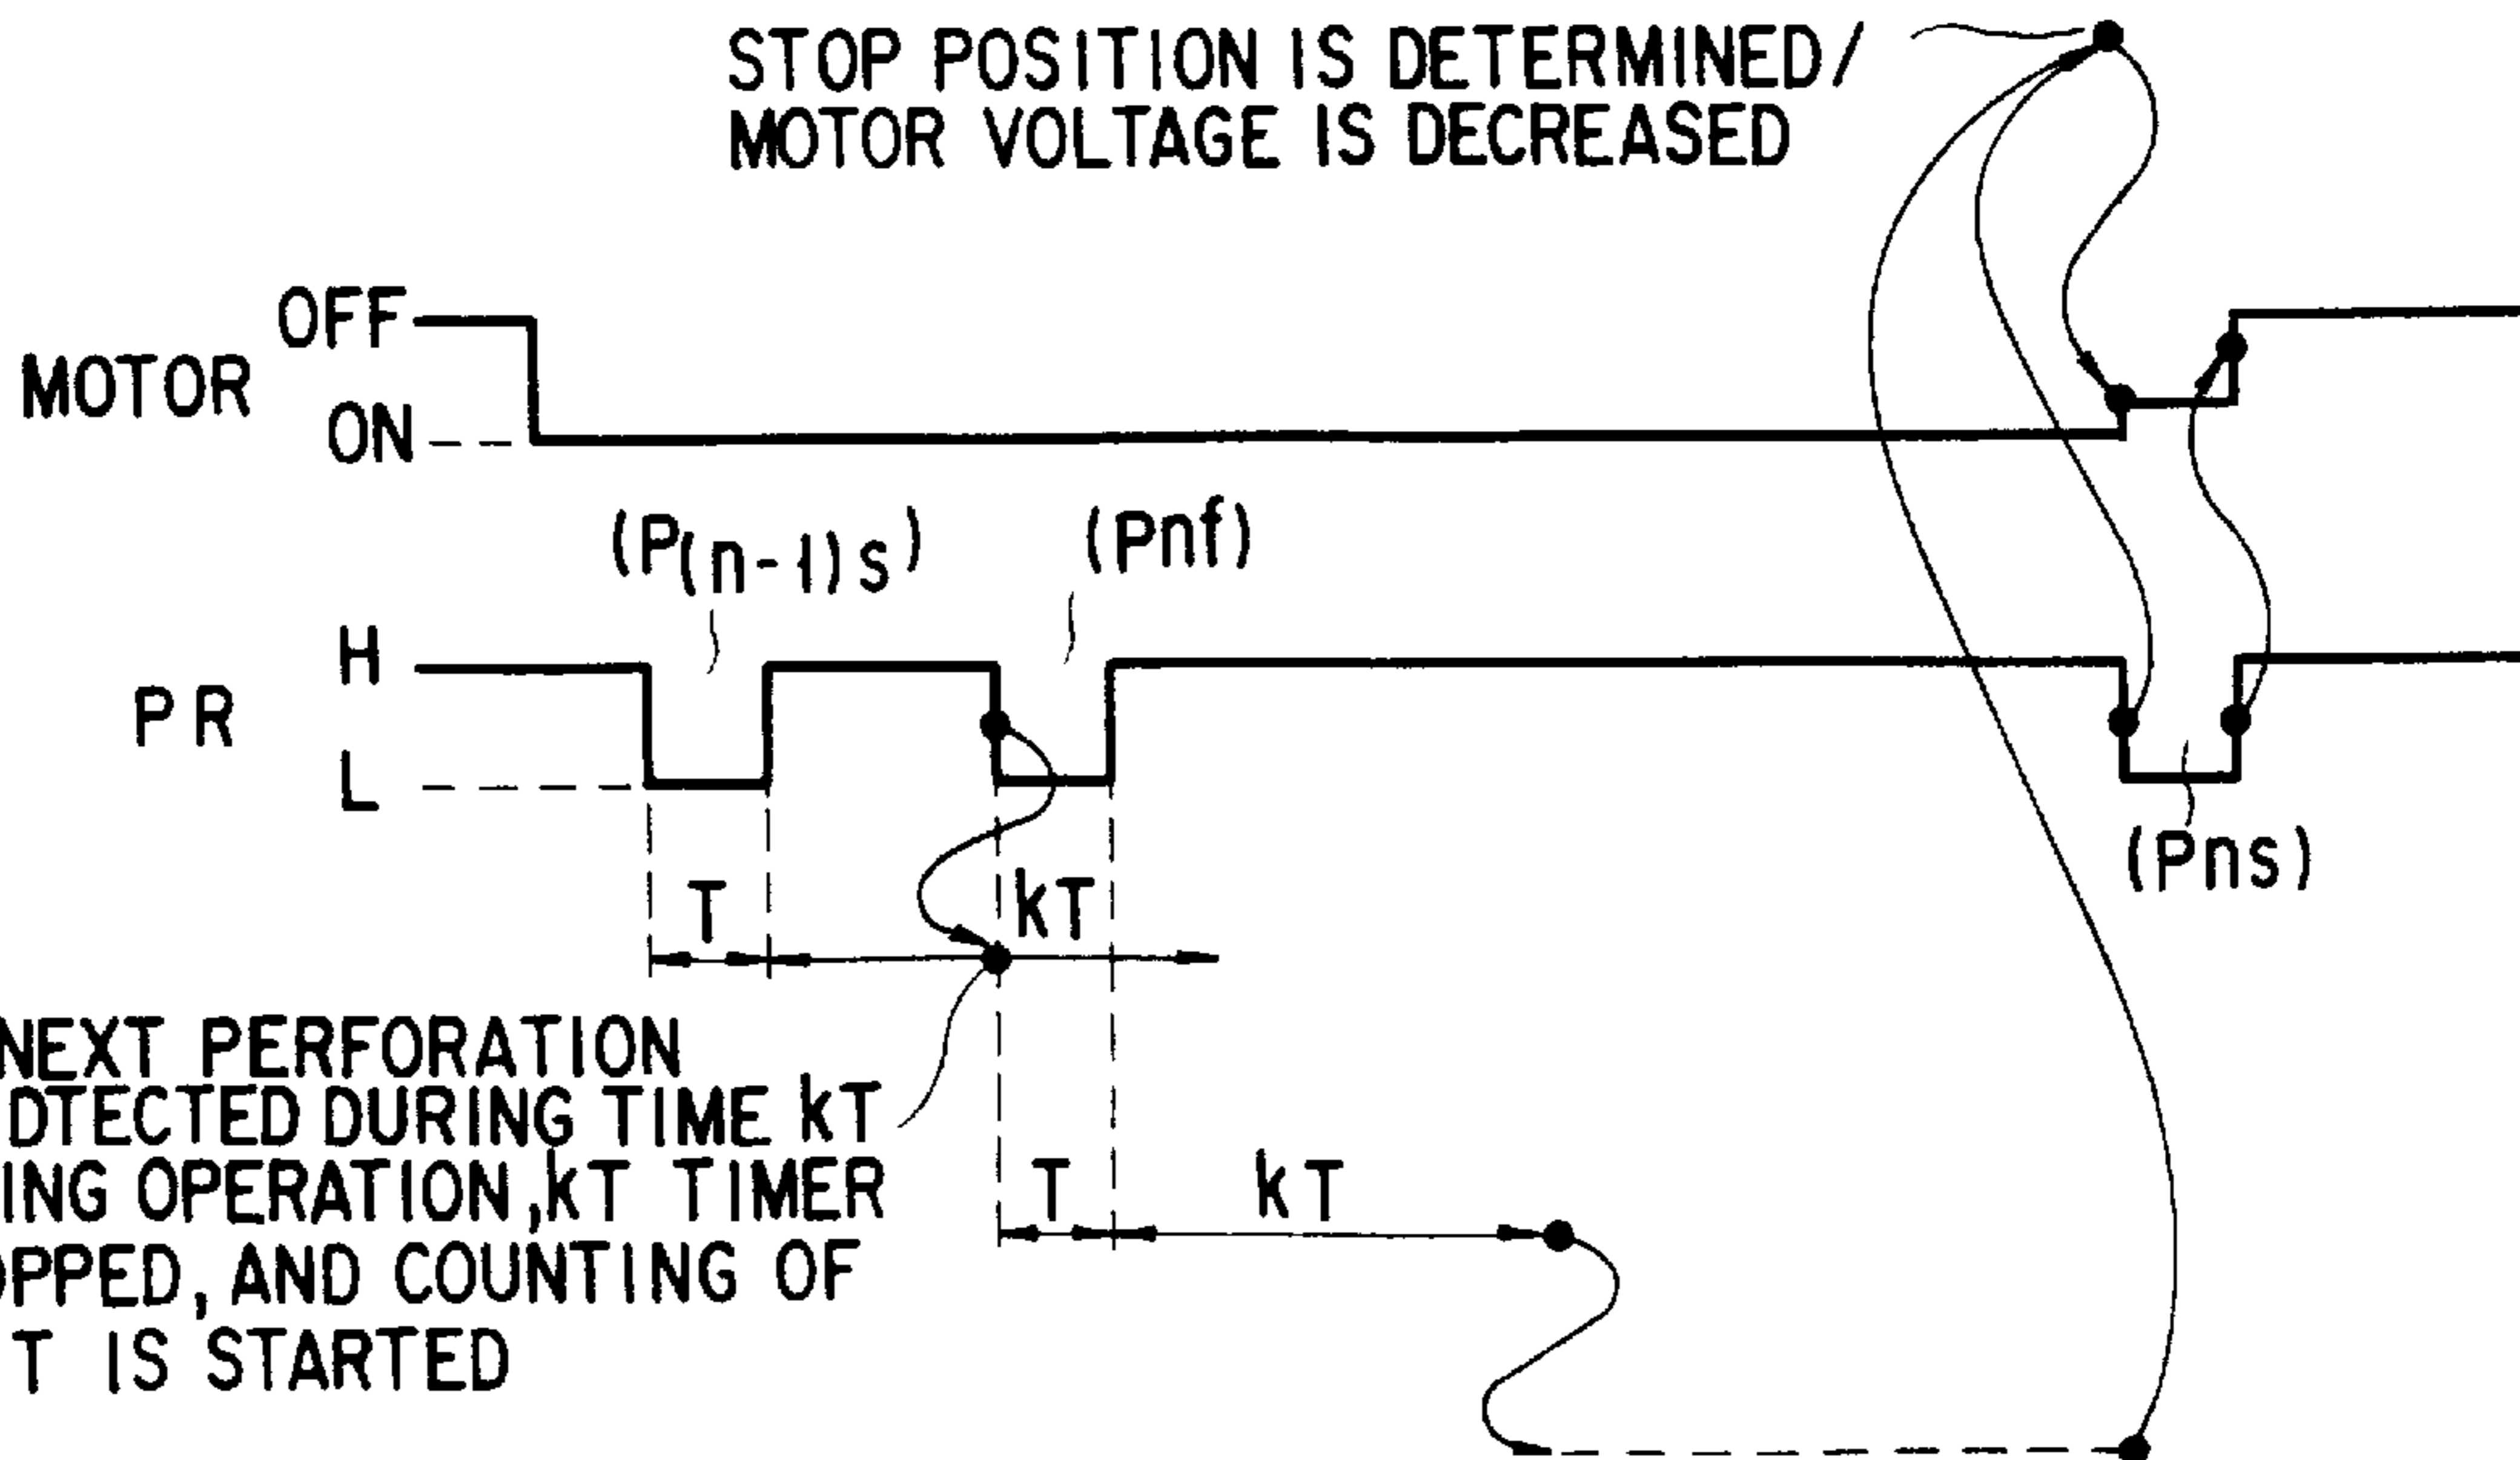 STOP POSITION IS DETERMINED/
MOTOR VOLTAGE IS DECREASED
OFF
MOTOR
ON
(P(n-1)s)
(Pnf)
H
PR
L
(Pns)
T
kT
NEXT PERFORATION
DTECTED DURING TIME kT
ING OPERATION, kT TIMER
OPPED, AND COUNTING OF
T IS STARTED
T
kT